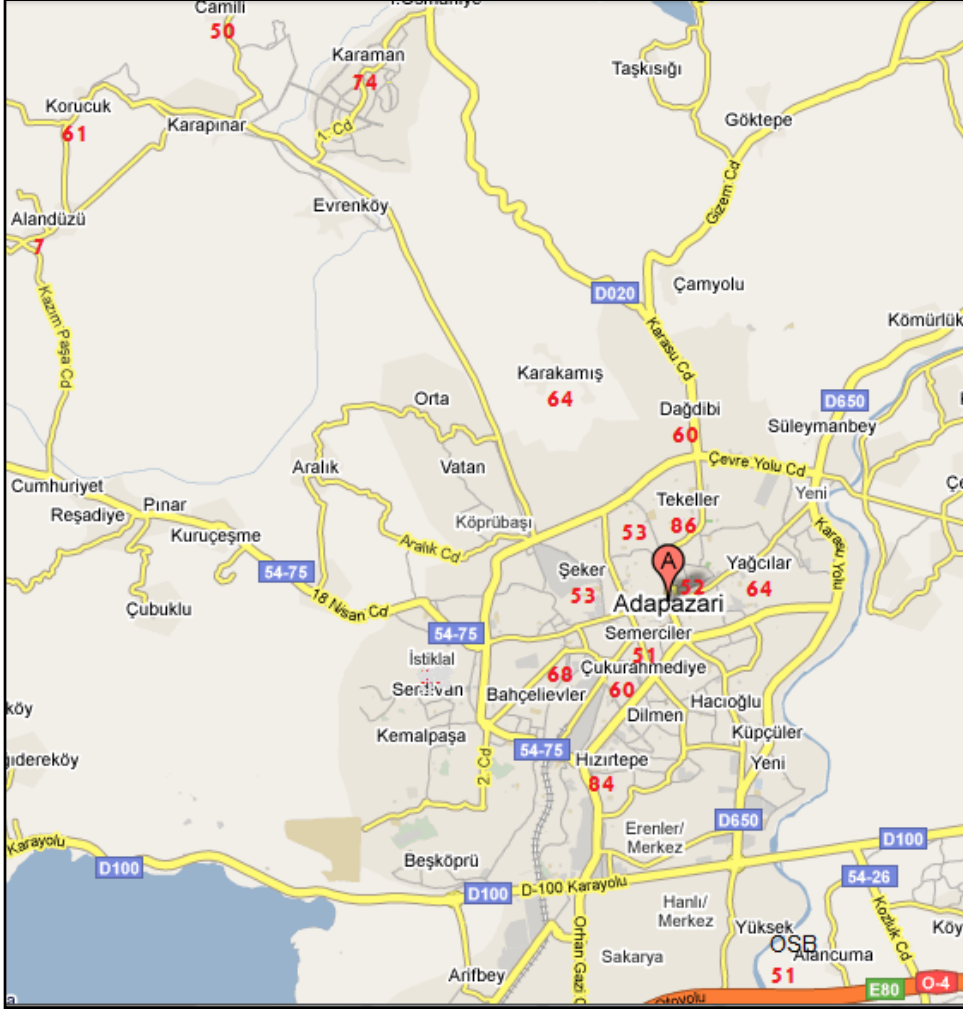 Camili
50
Karaman
74
Taşkısığı
Korucuk
61
Karapınar
1. Cd
Göktepe
Gizem Cd
Evrenköy
Alandüzü
7
Kazım Paşa Cd
Çamyolu
D020
Karasu Cd
Kömürlük
Karakamış
64
Orta
Dağdibi
60
D650
Süleymanbey
Çevre Yolu Cd
Aralık
Vatan
Cumhuriyet
Pınar
Reşadiye
Tekeller
86
Yeni
Köprübaşı
53
Kuruçeşme
Aralık Cd
Karasu Yolu
Şeker
53
A
Yağcılar
64
52
54-75
18 Nisan Cd
Çubuklu
Adapazari
54-75
Semerciler
51
İstiklal
Serdivan
Çukurahmediye
68
60
Bahçelievler
Hacıoğlu
Dilmen
köy
Kemalpaşa
Küpçüler
54-75
Hızırtepe
Yeni
ğıdereköy
2. Cd
84
D650
Erenler/
Merkez
Karayolu
D100
Beşköprü
D100
D100
D-100 Karayolu
54-26
Hanlı/
Merkez
Kozluk Cd
Yüksek
Köy
OSB
Alancuma
Orhan Gazi C
Sakarya
Arifbey
51
E80
O-4
Otoyolu